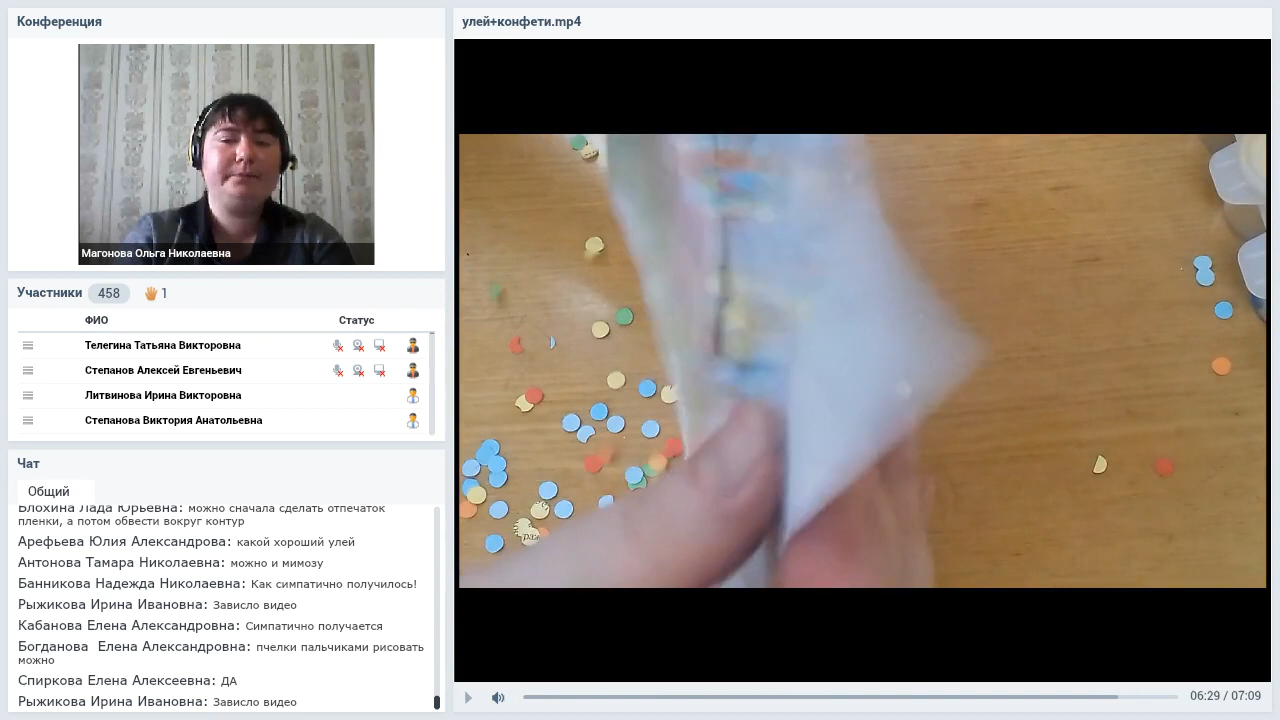 Конференция
Магонова Ольга Николаевна
Участники 458 1
ФИО Статус
Телегина Татьяна Викторовна
Степанов Алексей Евгеньевич
Литвинова Ирина Викторовна
Степанова Виктория Анатольевна
Чат
Общий
Блохина Лада Юрьевна: можно сначала сделать отпечаток
пленки, а потом обвести вокруг контур
Арефьева Юлия Александрова: какой хороший улей
Антонова Тамара Николаевна: можно и мимозу
Банникова Надежда Николаевна: Как симпатично получилось!
Рыжикова Ирина Ивановна: Зависло видео
Кабанова Елена Александровна: Симпатично получается
Богданова Елена Александровна: пчелки пальчиками рисовать
можно
Спиркова Елена Алексеевна: ДА
Рыжикова Ирина Ивановна: Зависло видео
улей+конфети.mp4
06:29 / 07:09